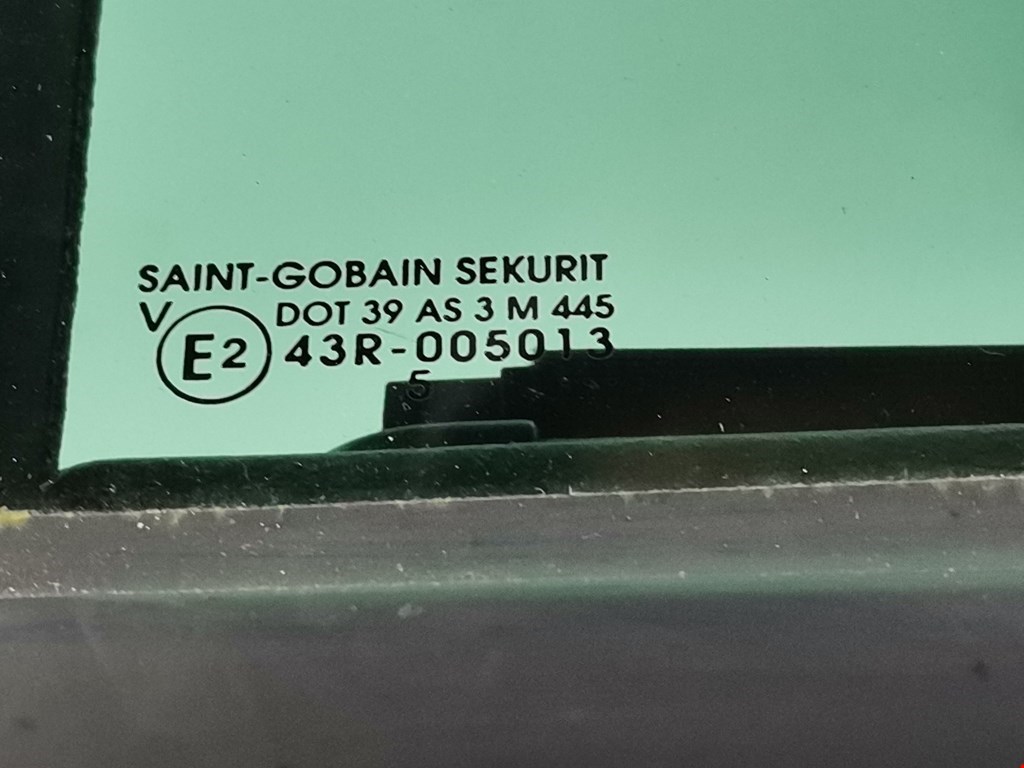 SAINT-GOBAIN SEKURIT
V DOT 39 AS 3 M 445
E2 43R-005013
5